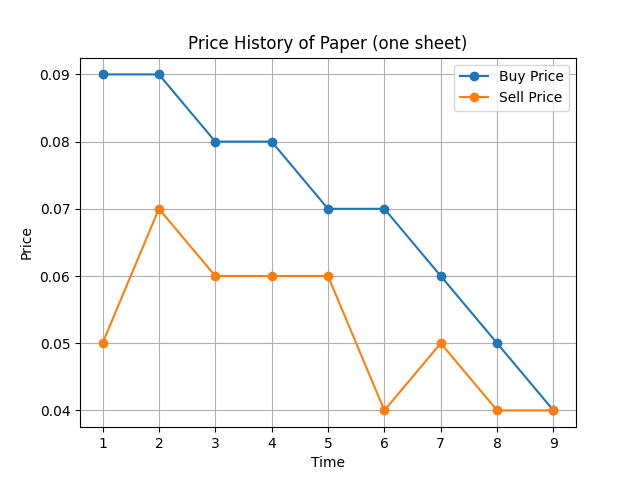 Price History of Paper (one sheet)
Buy Price
Sell Price
Price
0.09
0.08
0.07
0.06
0.05
0.04
1 2 3 4 5 6 7 8 9
Time